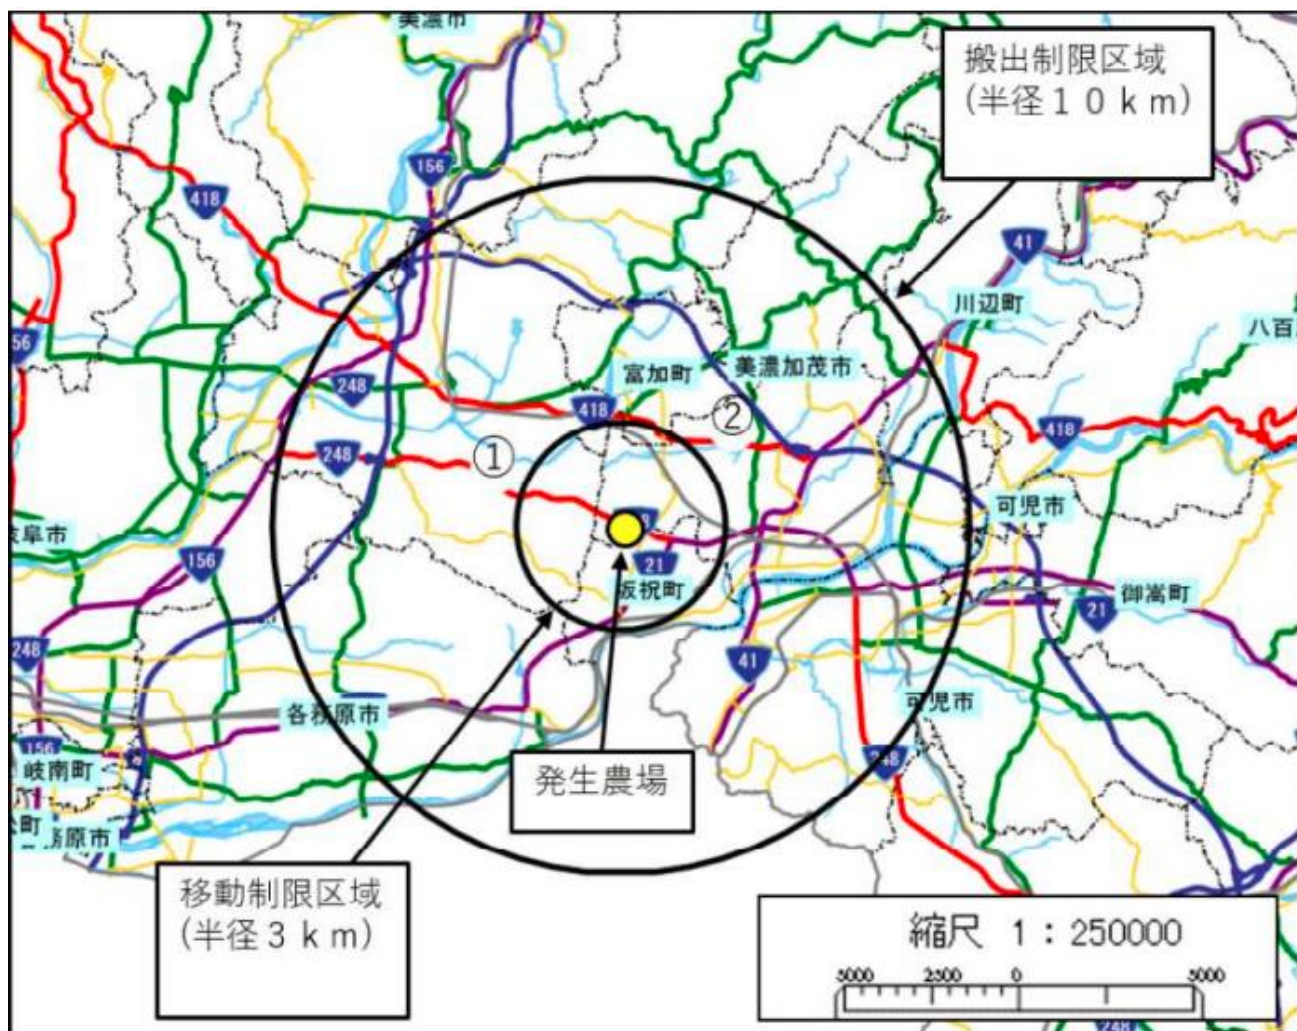 美濃市
搬出制限区域
(半径10km)
156
418
41
川辺町
八百
56
248
富加町
美濃加茂市
418
②
418
248
①
可児市
岐阜市
156
21
坂祝町
御嵩町
21
248
41
各務原市
可児市
156
岐南町
発生農場
248
務原市
町
移動制限区域
(半径3km)
縮尺 1:250000
5000 2500 0 5000
248